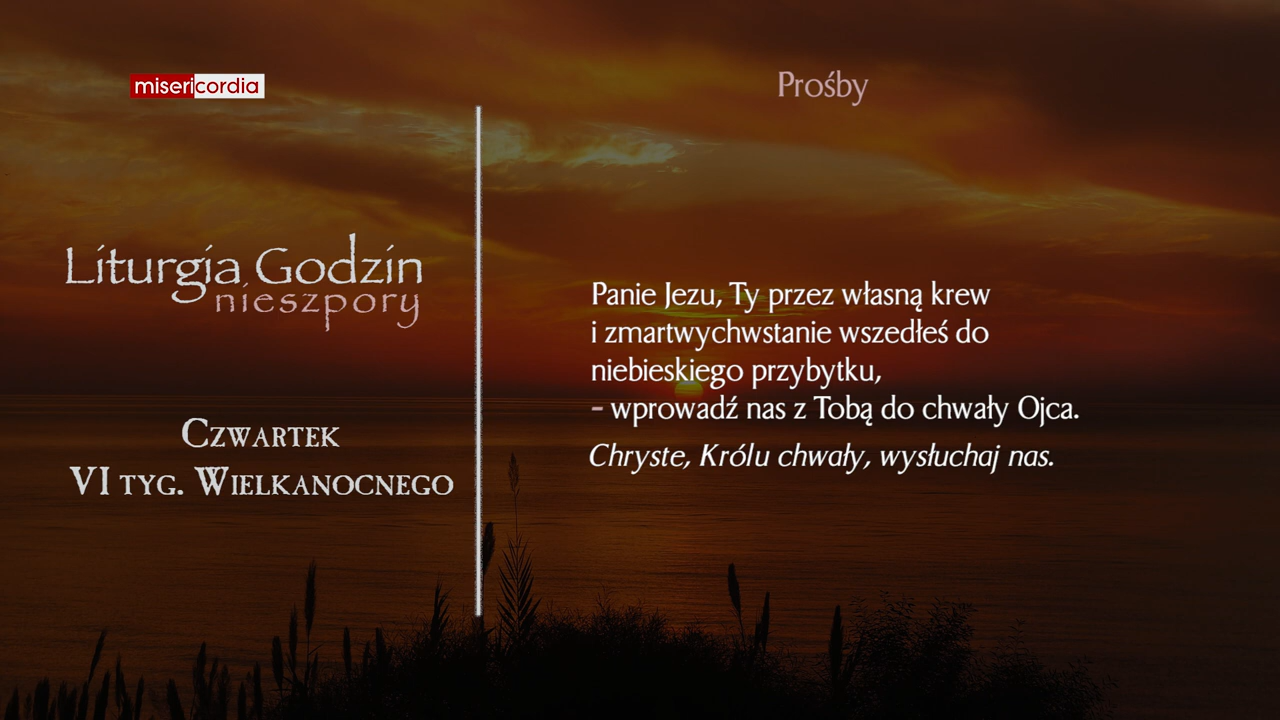 misericordia
Liturgia Godzin
nieszpory
Czwartek
VI tyg. Wielkanocnego
Prośby
Panie Jezu, Ty przez własną krew
i zmartwychwstanie wszedłeś do
niebieskiego przybytku,
– wprowadź nas z Tobą do chwały Ojca.
Chryste, Królu chwały, wysłuchaj nas.